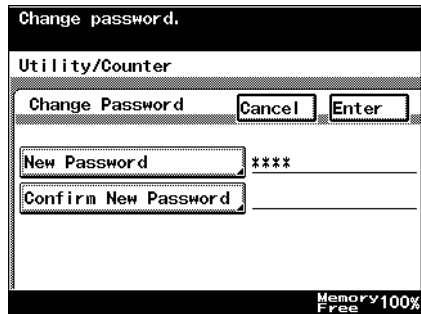 Change password.
Utility/Counter
Change Password Cancel Enter
New Password ****
Confirm New Password
Memory Free 100%